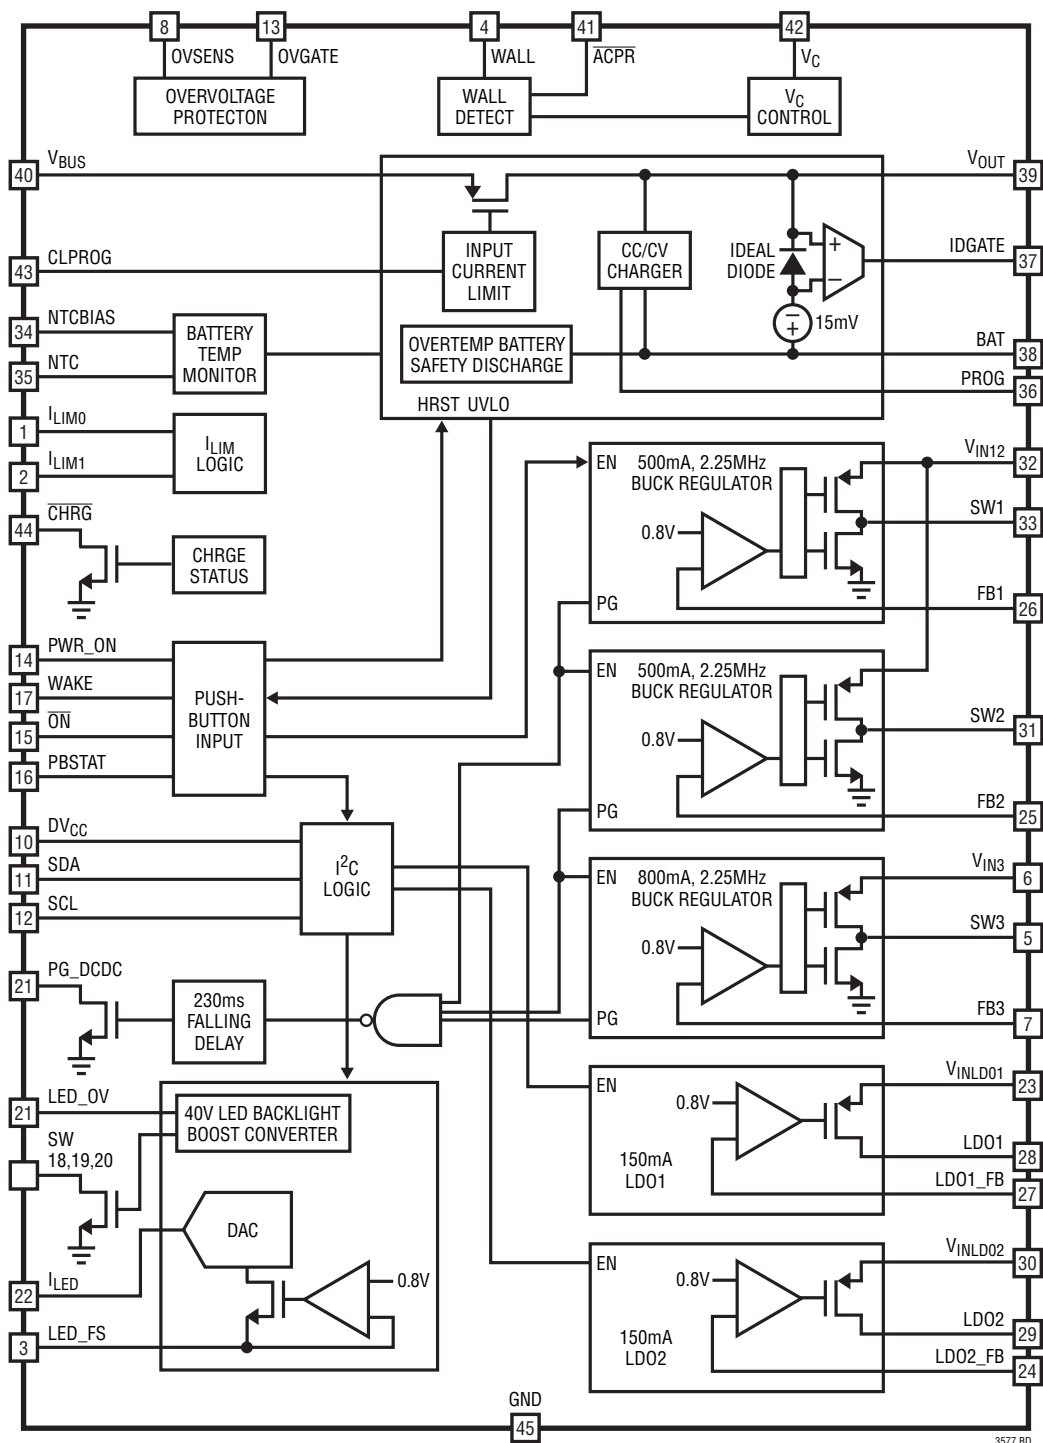 8
13
4
41
42
OVSENS
OVGATE
WALL
ACPR
VC
OVERVOLTAGE
PROTECTON
WALL
DETECT
VC
CONTROL
40
VBUS
VOUT
39
43
CLPROG
INPUT
CURRENT
LIMIT
CC/CV
CHARGER
IDEAL
DIODE
+
−
IDGATE
37
−
+
15mV
34
NTCBIAS
35
NTC
BATTERY
TEMP
MONITOR
OVERTEMP BATTERY
SAFETY DISCHARGE
BAT
38
PROG
36
HRST UVLO
1
ILIM0
2
ILIM1
ILIM
LOGIC
44
CHRG
CHRGE
STATUS
EN
500mA, 2.25MHz
BUCK REGULATOR
0.8V
PG
VIN12
32
SW1
33
FB1
26
14
PWR_ON
17
WAKE
15
ON
16
PBSTAT
PUSH-
BUTTON
INPUT
EN
500mA, 2.25MHz
BUCK REGULATOR
0.8V
PG
SW2
31
FB2
25
10
DVCC
11
SDA
12
SCL
I2C
LOGIC
EN
800mA, 2.25MHz
BUCK REGULATOR
0.8V
PG
VIN3
6
SW3
5
FB3
7
21
PG_DCDC
230ms
FALLING
DELAY
21
LED_OV
SW
18,19,20
40V LED BACKLIGHT
BOOST CONVERTER
DAC
0.8V
22
ILED
3
LED_FS
EN
0.8V
150mA
LDO1
VINLDO1
23
LDO1
28
LDO1_FB
27
EN
0.8V
150mA
LDO2
VINLDO2
30
LDO2
29
LDO2_FB
24
GND
45
3577 BD